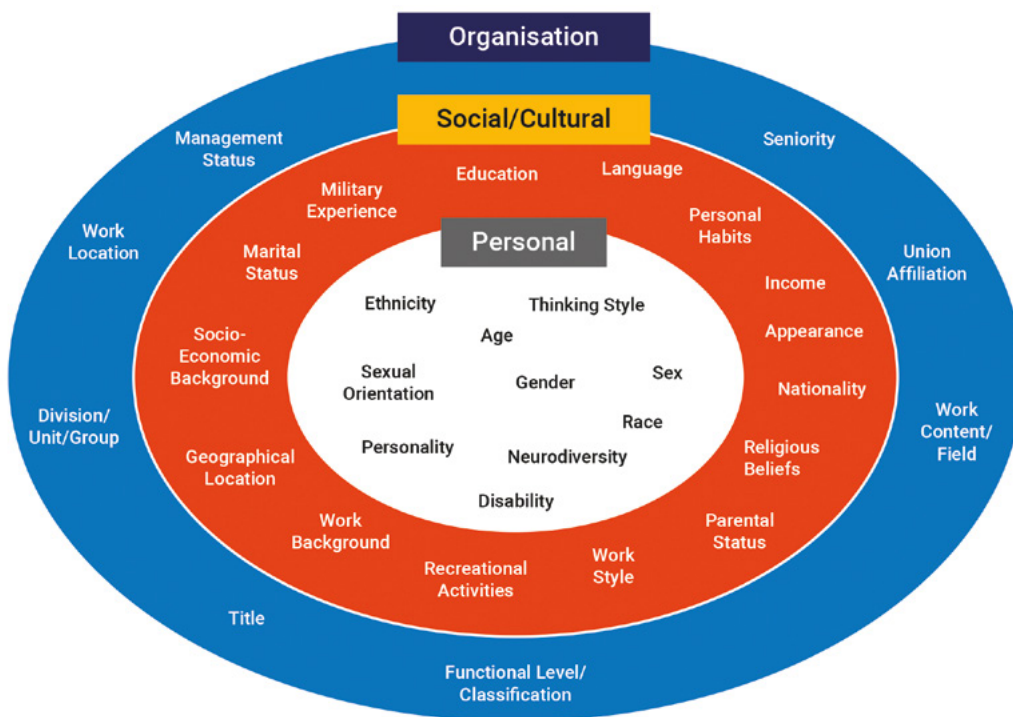 Organisation
Management
Status
Seniority
Work
Location
Union
Affiliation
Division/
Unit/Group
Work
Content/
Field
Title
Functional Level/
Classification
Social/Cultural
Education
Language
Military
Experience
Personal
Habits
Marital
Status
Income
Socio-
Economic
Background
Appearance
Nationality
Geographical
Location
Religious
Beliefs
Work
Background
Parental
Status
Recreational
Activities
Work
Style
Personal
Ethnicity
Thinking Style
Age
Sexual
Orientation
Gender
Sex
Race
Personality
Neurodiversity
Disability